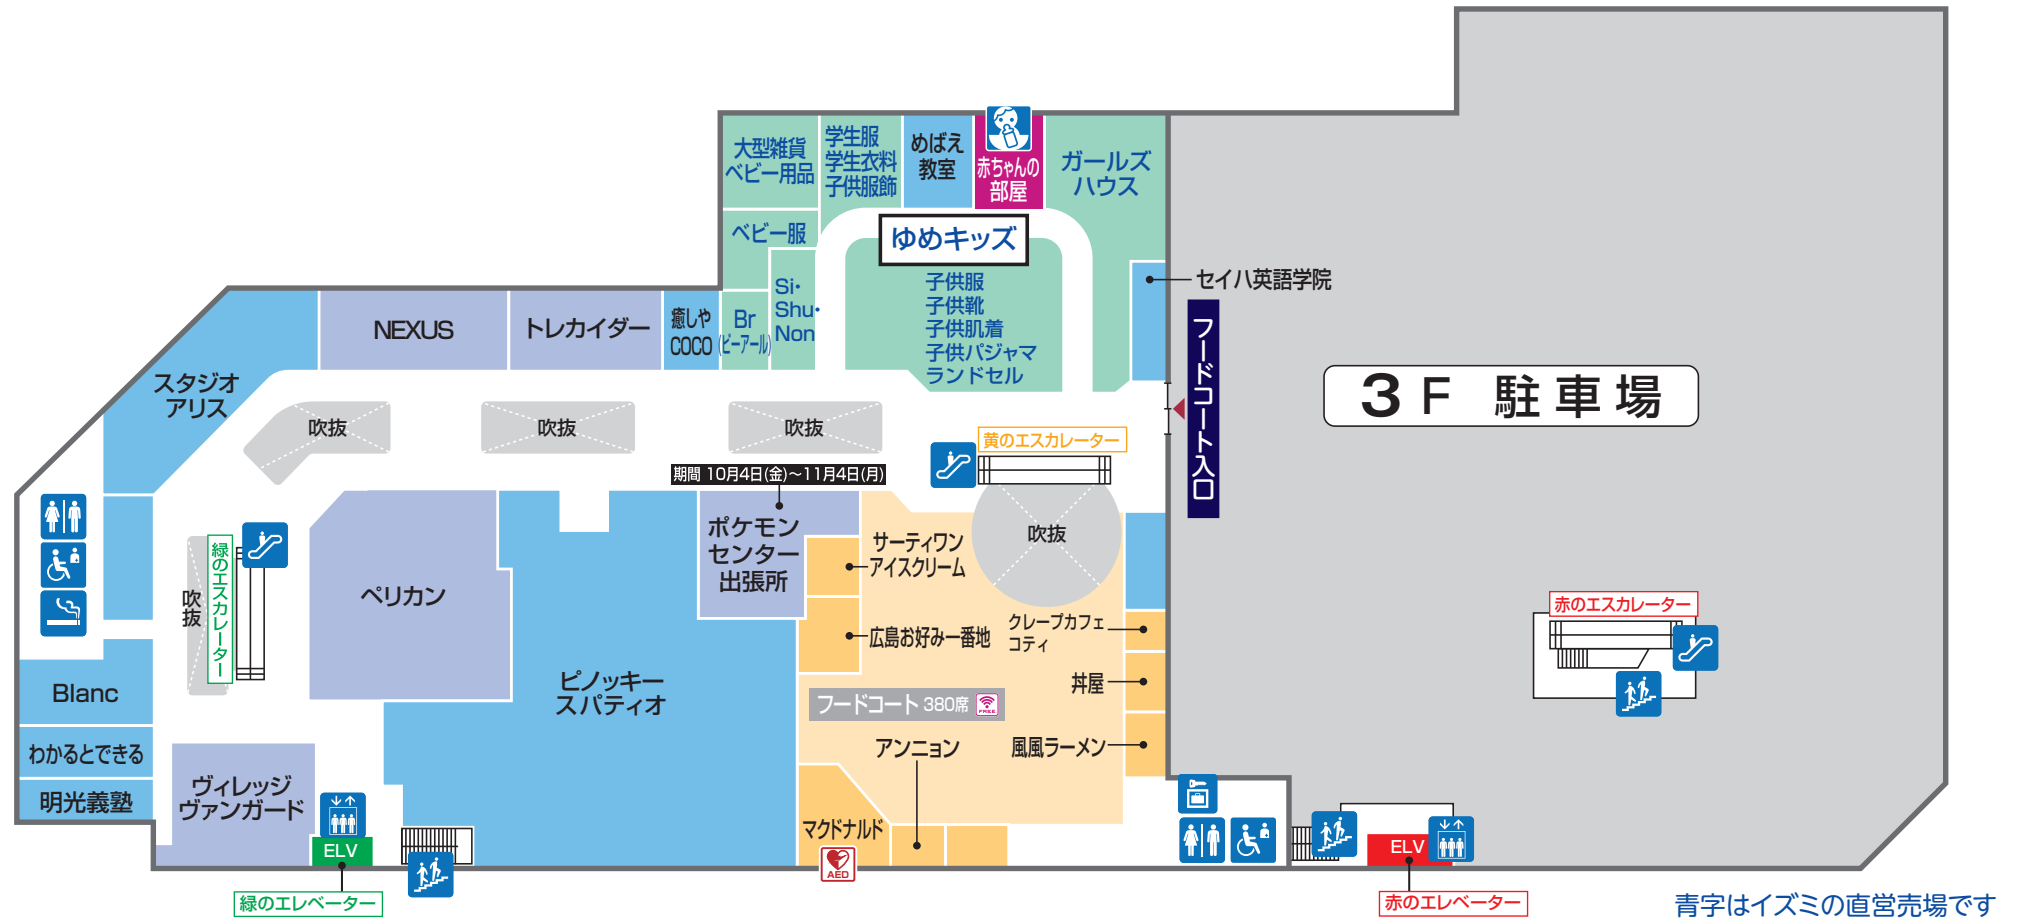 大型雑貨
ベビー用品
学生服
学生衣料
子供服飾
めばえ
教室
赤ちゃんの
部屋
ガールズ
ハウス
ベビー服
ゆめキッズ
子供服
子供靴
子供肌着
子供パジャマ
ランドセル
Si・
Shu・
Non
Br
(ビーアール)
セイハ英語学院
NEXUS
トレカイダー
癒しや
COCO
スタジオ
アリス
吹抜
吹抜
吹抜
フードコート入口
3F 駐車場
黄のエスカレーター
期間 10月4日(金)～11月4日(月)
ポケモン
センター
出張所
サーティワン
アイスクリーム
吹抜
緑のエスカレーター
吹抜
ペリカン
広島お好み一番地
クレープカフェ
コティ
赤のエスカレーター
Blanc
ピノッキー
スパティオ
丼屋
フードコート 380席
FREE
わかるとできる
アンニョン
風風ラーメン
明光義塾
ヴィレッジ
ヴァンガード
マクドナルド
AED
ELV
緑のエレベーター
ELV
赤のエレベーター
青字はイズミの直営売場です